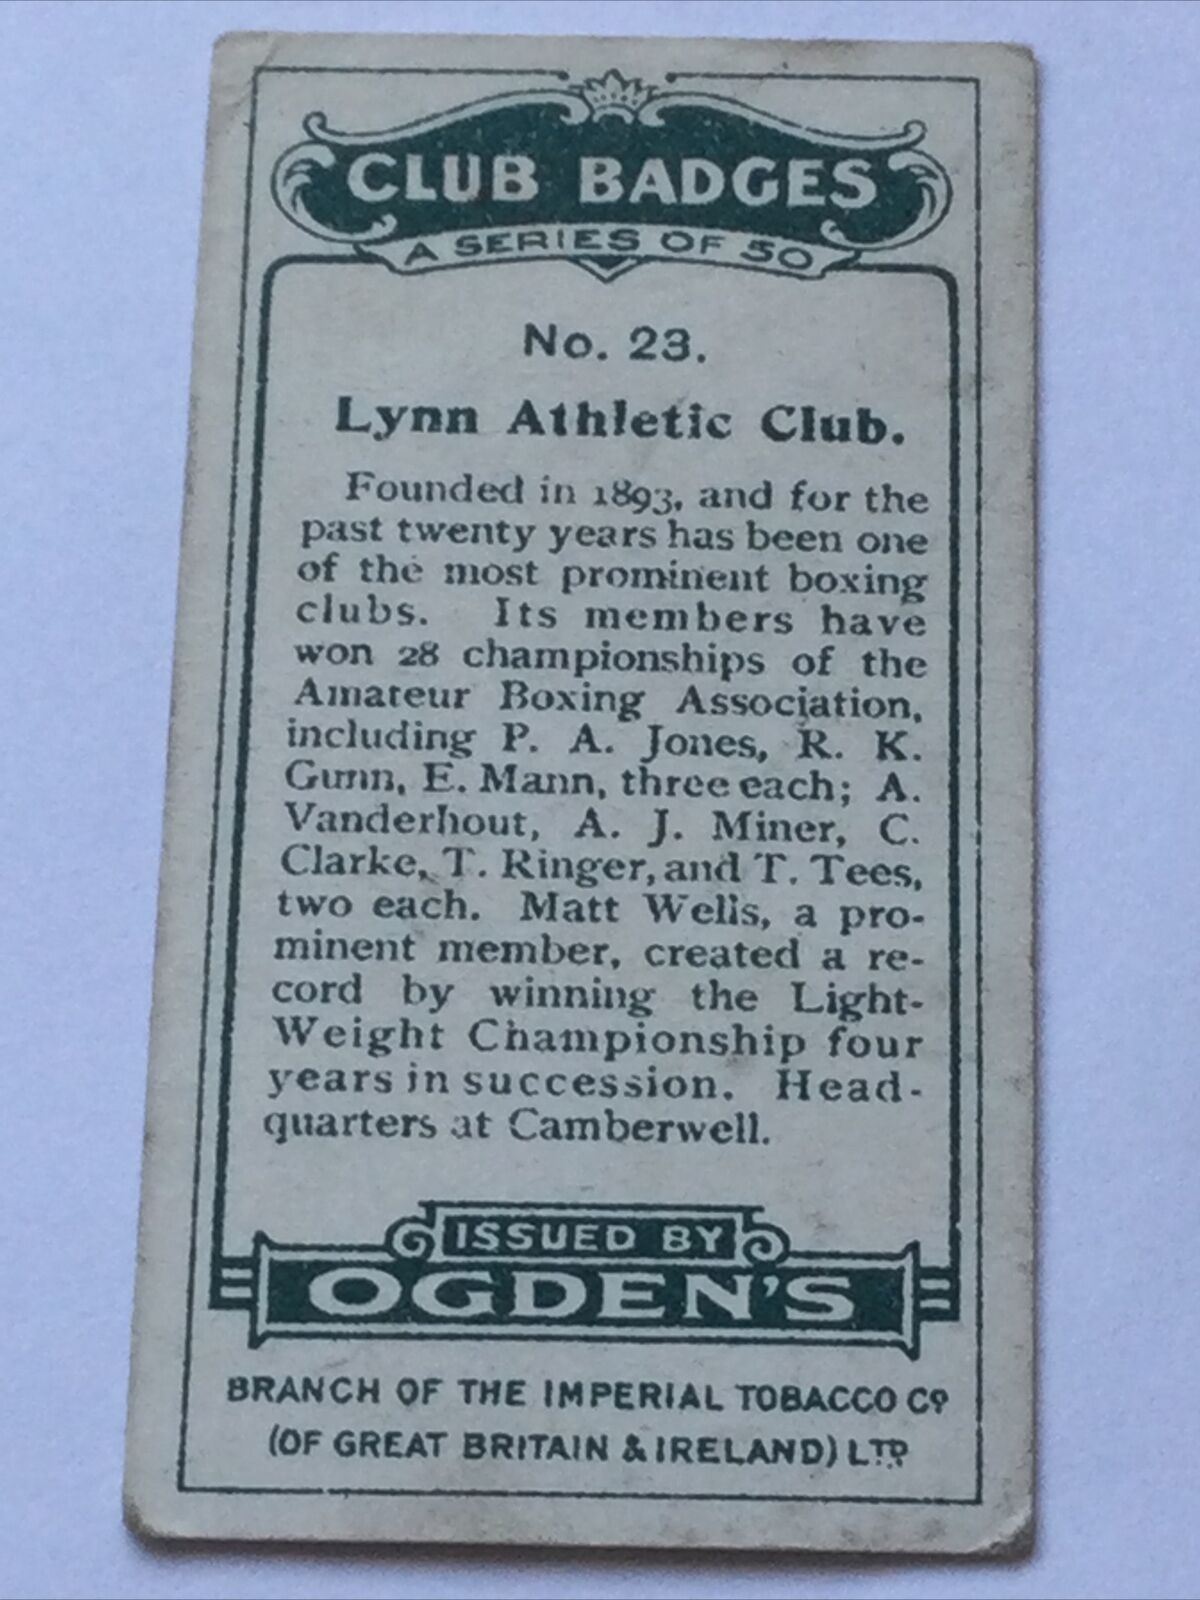 CLUB BADGES
A SERIES OF 50
No. 23.
Lynn Athletic Club.
Founded in 1893, and for the
past twenty years has been one
of the most prominent boxing
clubs. Its members have
won 28 championships of the
Amateur Boxing Association,
including P. A. Jones, R. K.
Gunn, E. Mann, three each; A.
Vanderhout, A. J. Miner, C.
Clarke, T. Ringer, and T. Tees,
two each. Matt Wells, a pro-
minent member, created a re-
cord by winning the Light-
Weight Championship four
years in succession. Head-
quarters at Camberwell.
ISSUED BY
OGDEN'S
BRANCH OF THE IMPERIAL TOBACCO Co
(OF GREAT BRITAIN & IRELAND) LTD